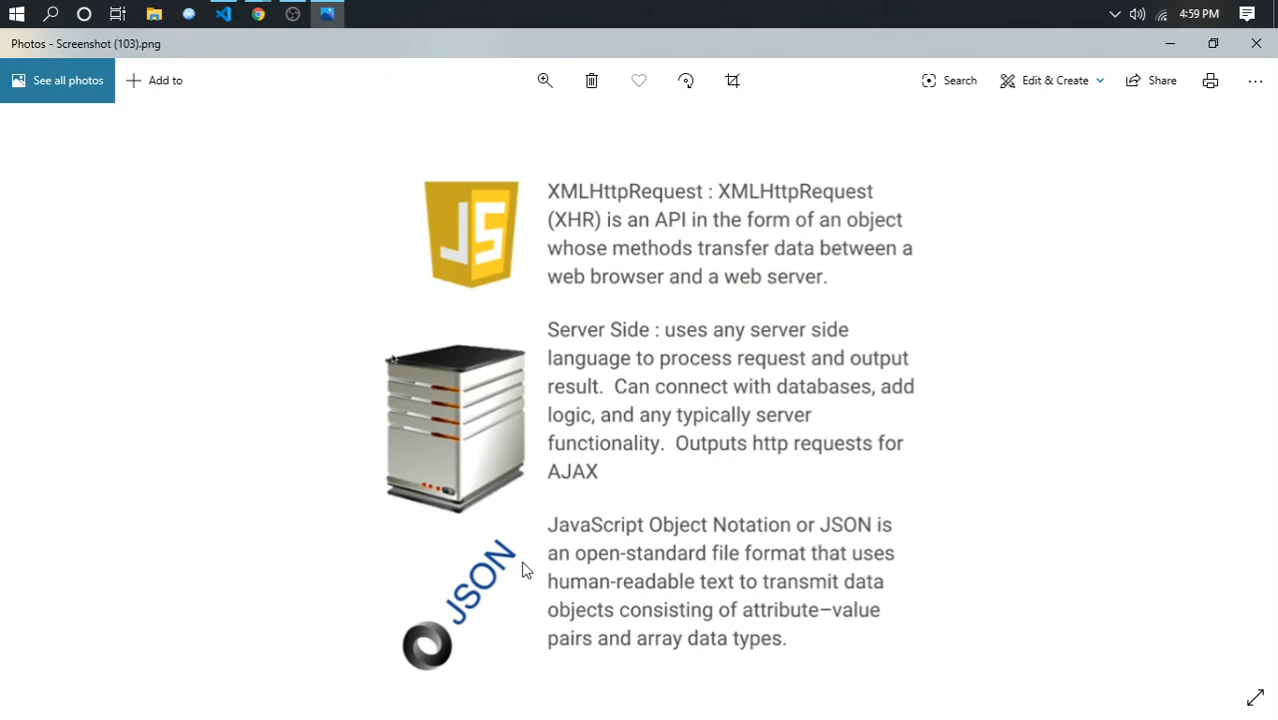 4:59 PM
Photos - Screenshot (103).png
See all photos
Add to
Search
Edit & Create
Share
JS
XMLHttpRequest : XMLHttpRequest
(XHR) is an API in the form of an object
whose methods transfer data between a
web browser and a web server.
Server Side : uses any server side
language to process request and output
result.  Can connect with databases, add
logic, and any typically server
functionality.  Outputs http requests for
AJAX
JSON
JavaScript Object Notation or JSON is
an open-standard file format that uses
human-readable text to transmit data
objects consisting of attribute–value
pairs and array data types.